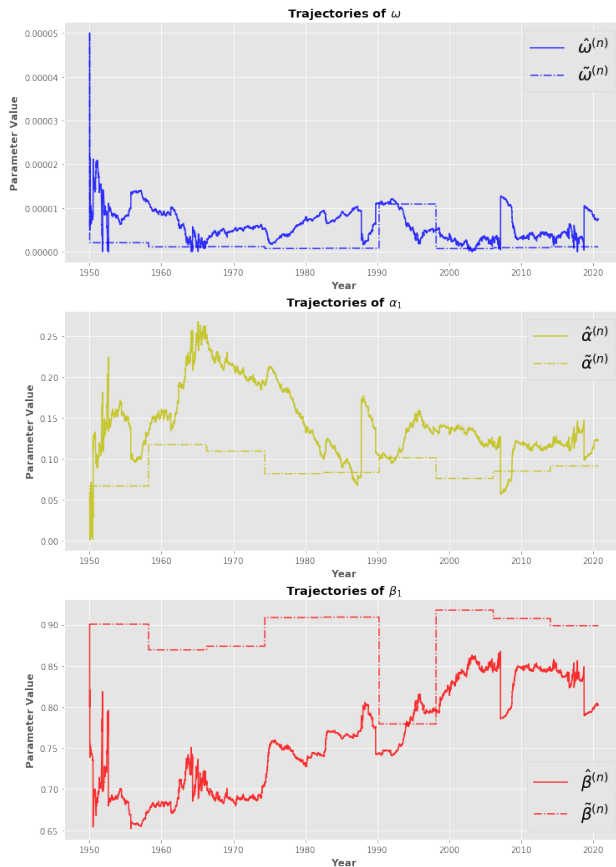 Trajectories of ω
0.00005
0.00004
0.00003
0.00002
0.00001
0.00000
Parameter Value
ω̂⁽ⁿ⁾
ω̃⁽ⁿ⁾
1950 1960 1970 1980 1990 2000 2010 2020
Year
Trajectories of α₁
0.25
0.20
0.15
0.10
0.05
0.00
Parameter Value
α̂⁽ⁿ⁾
α̃⁽ⁿ⁾
1950 1960 1970 1980 1990 2000 2010 2020
Year
Trajectories of β₁
0.90
0.85
0.80
0.75
0.70
0.65
Parameter Value
β̂⁽ⁿ⁾
β̃⁽ⁿ⁾
1950 1960 1970 1980 1990 2000 2010 2020
Year